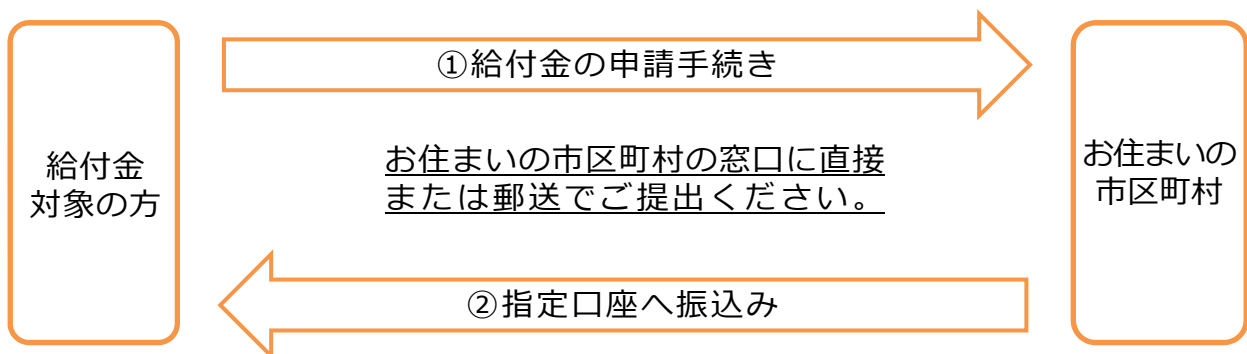 給付金
対象の方
①給付金の申請手続き
お住まいの市区町村の窓口に直接
または郵送でご提出ください。
②指定口座へ振込み
お住まいの
市区町村